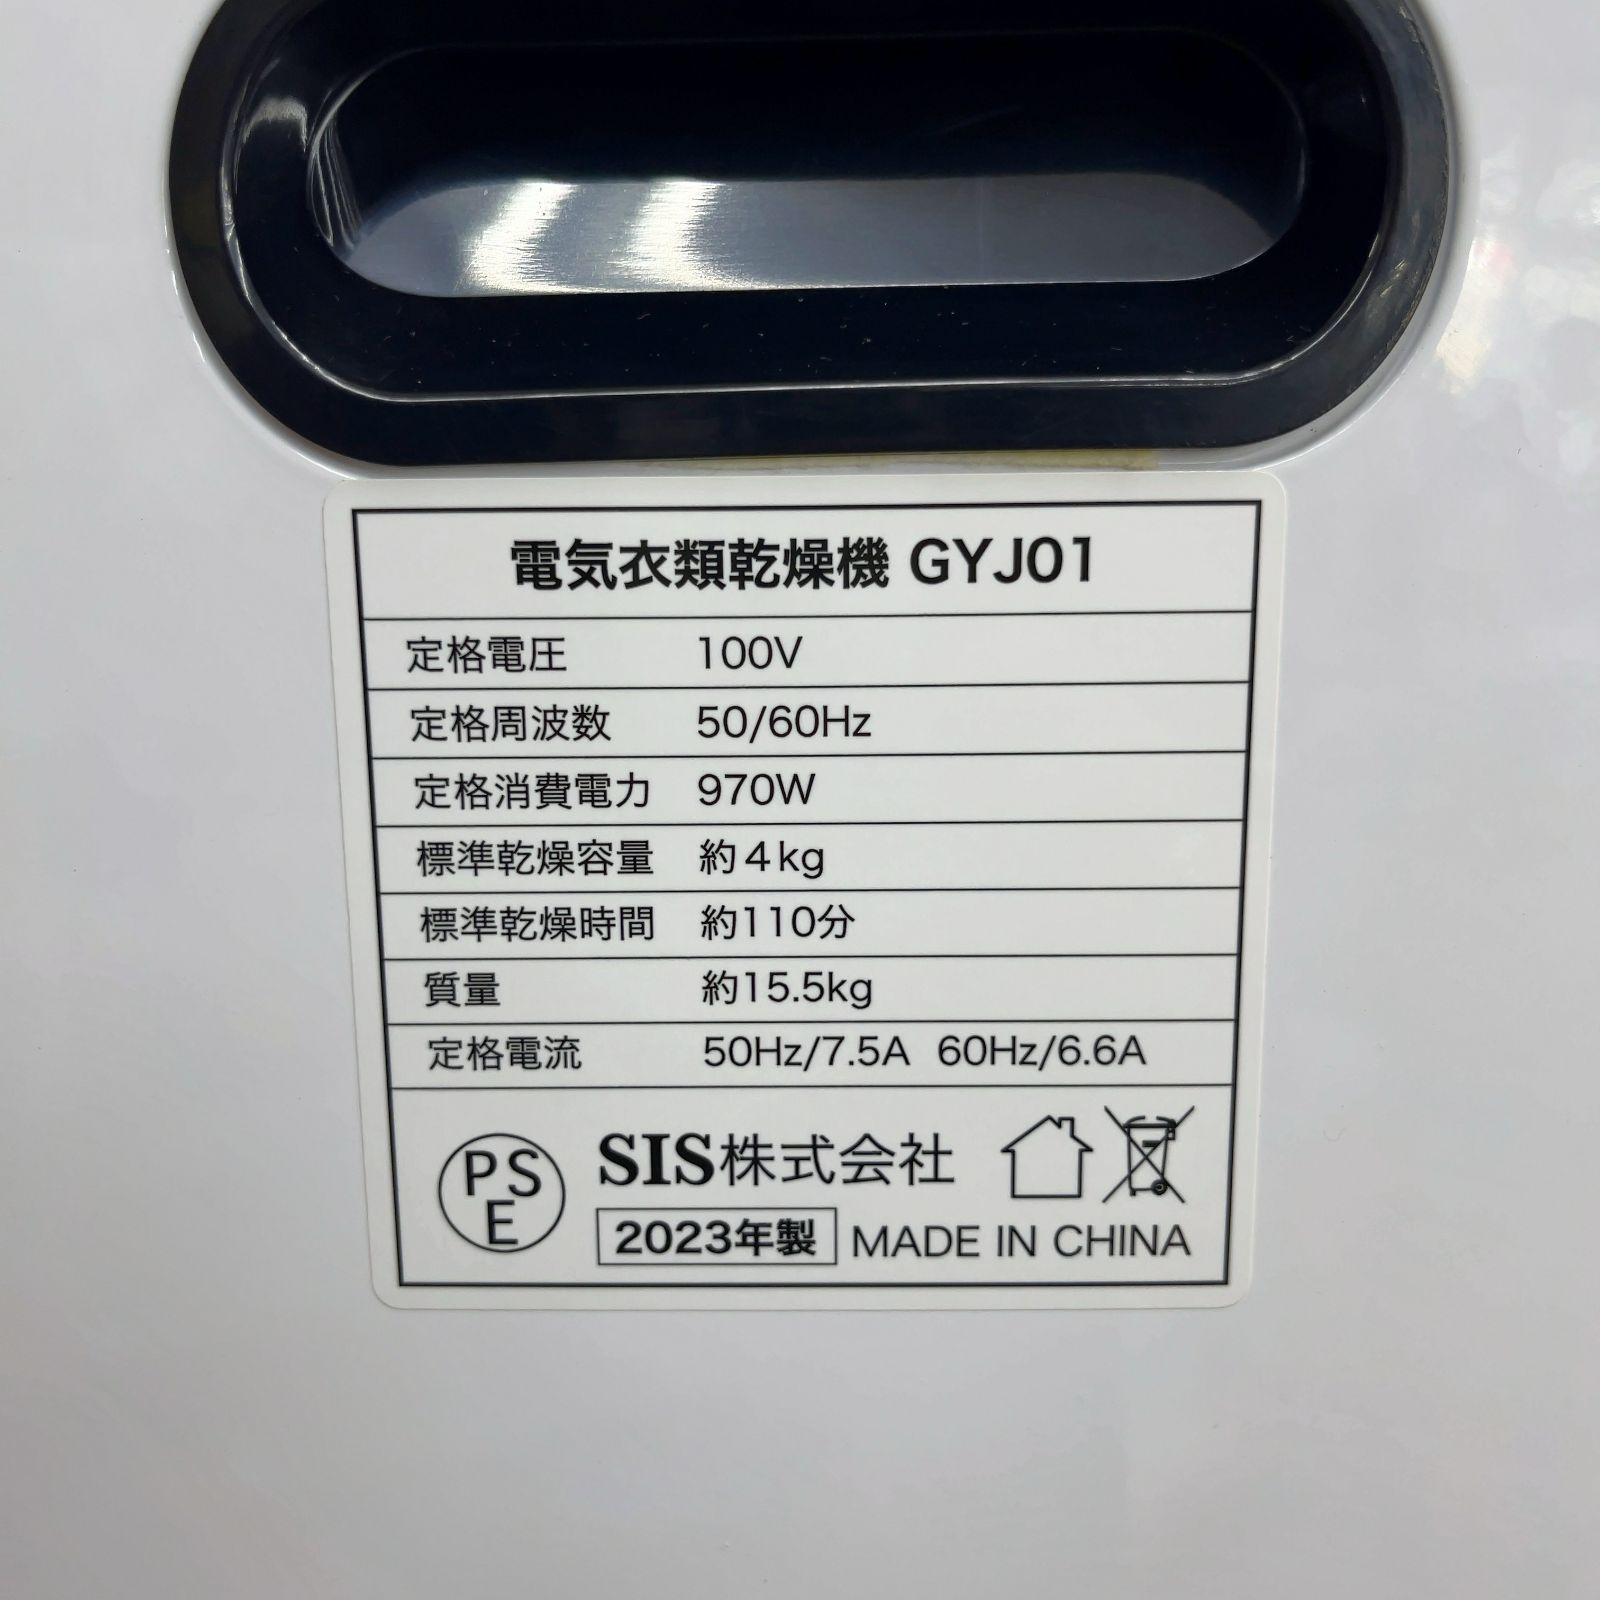 電気衣類乾燥機 GYJ01
定格電圧 100V
定格周波数 50/60Hz
定格消費電力 970W
標準乾燥容量 約4kg
標準乾燥時間 約110分
質量 約15.5kg
定格電流 50Hz/7.5A 60Hz/6.6A
PSE SIS株式会社
2023年製 MADE IN CHINA